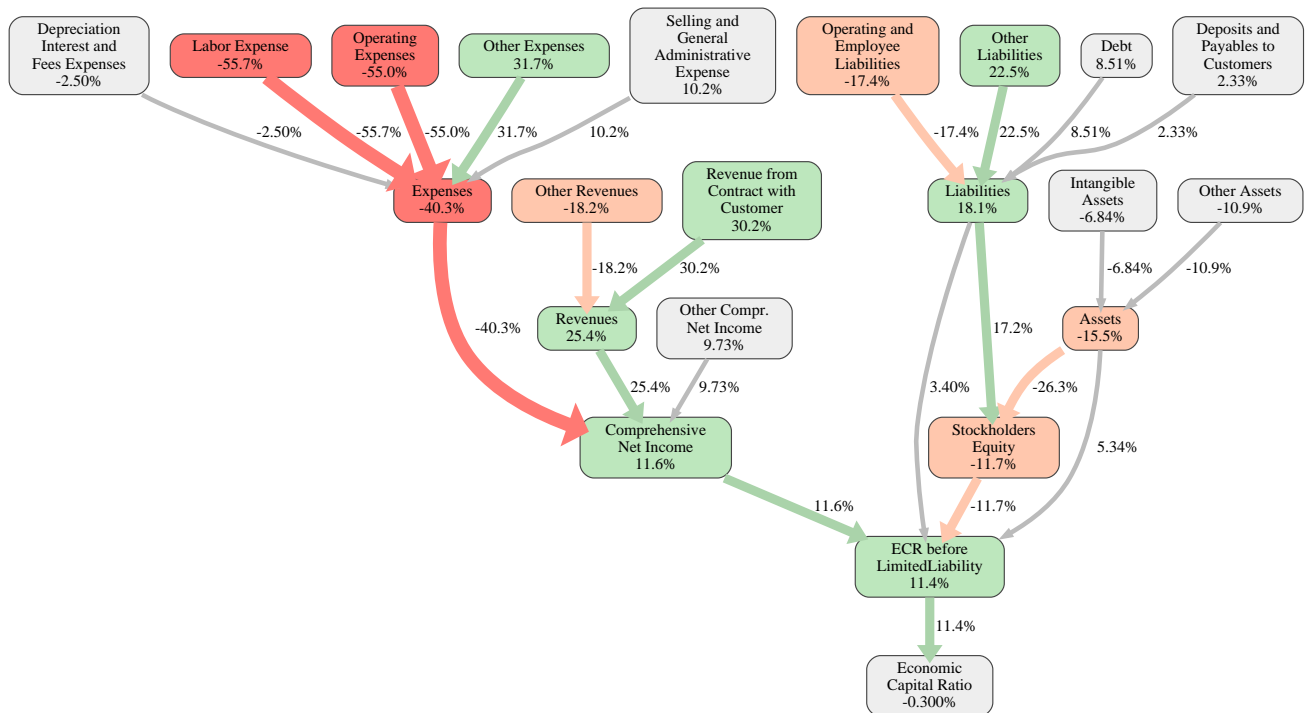 Depreciation
Interest and
Fees Expenses
-2.50%
Labor Expense
-55.7%
Operating
Expenses
-55.0%
Other Expenses
31.7%
Selling and
General
Administrative
Expense
10.2%
Operating and
Employee
Liabilities
-17.4%
Other
Liabilities
22.5%
Debt
8.51%
Deposits and
Payables to
Customers
2.33%
-2.50%
-55.7%
-55.0%
31.7%
10.2%
-17.4%
22.5%
8.51%
2.33%
Expenses
-40.3%
Other Revenues
-18.2%
Revenue from
Contract with
Customer
30.2%
Liabilities
18.1%
Intangible
Assets
-6.84%
Other Assets
-10.9%
-18.2%
30.2%
-6.84%
-10.9%
-40.3%
Revenues
25.4%
Other Compr.
Net Income
9.73%
17.2%
Assets
-15.5%
25.4%
9.73%
3.40%
-26.3%
Comprehensive
Net Income
11.6%
Stockholders
Equity
-11.7%
5.34%
11.6%
-11.7%
ECR before
LimitedLiability
11.4%
11.4%
Economic
Capital Ratio
-0.300%